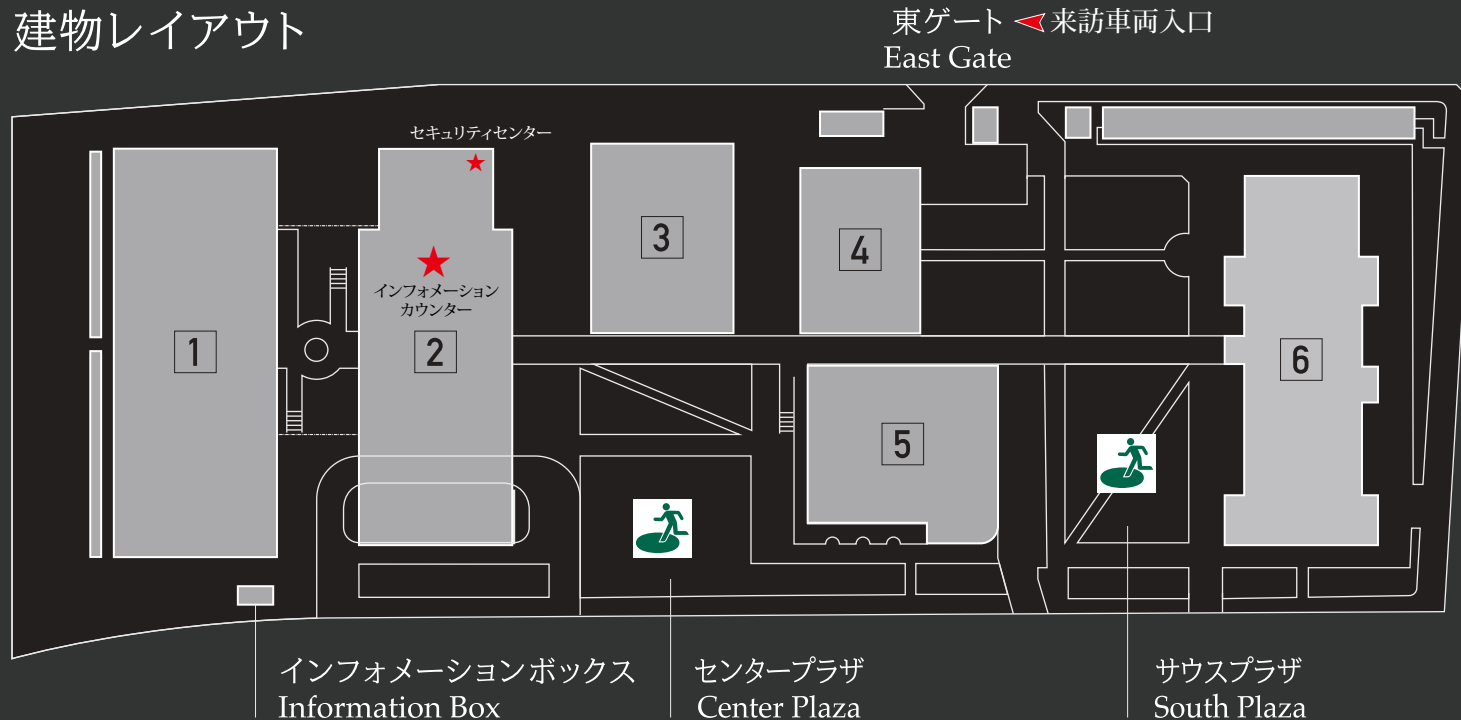 建物レイアウト
東ゲート 来訪車両入口
East Gate
セキュリティセンター
インフォメーション
カウンター
1
2
3
4
5
6
インフォメーションボックス
Information Box
センタープラザ
Center Plaza
サウスプラザ
South Plaza